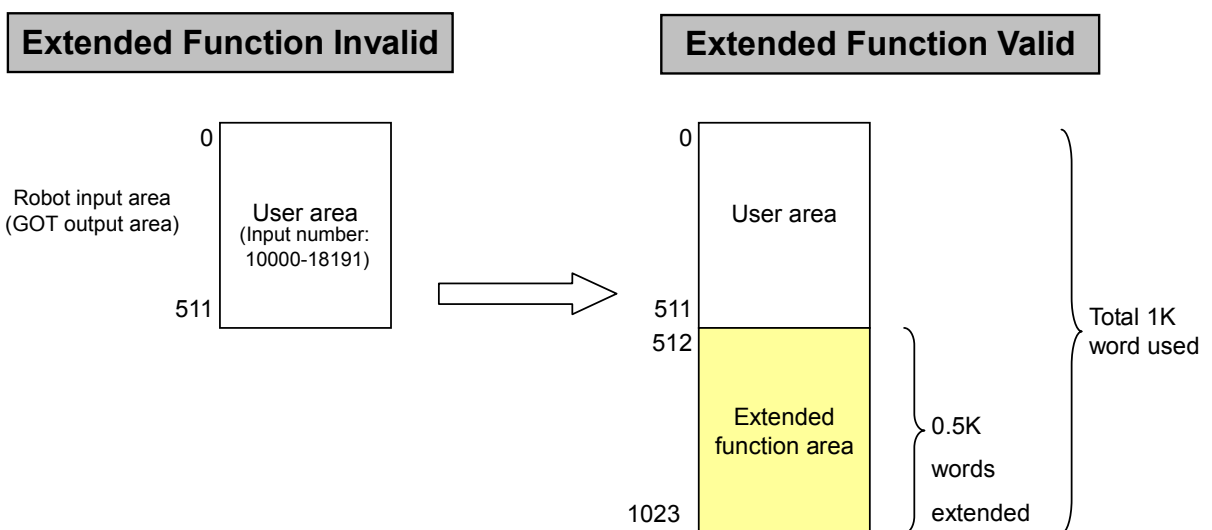 Extended Function Invalid
Extended Function Valid
0
Robot input area
(GOT output area)
User area
(Input number:
10000-18191)
511
0
User area
511
512
Extended
function area
1023
0.5K
words
extended
Total 1K
word used